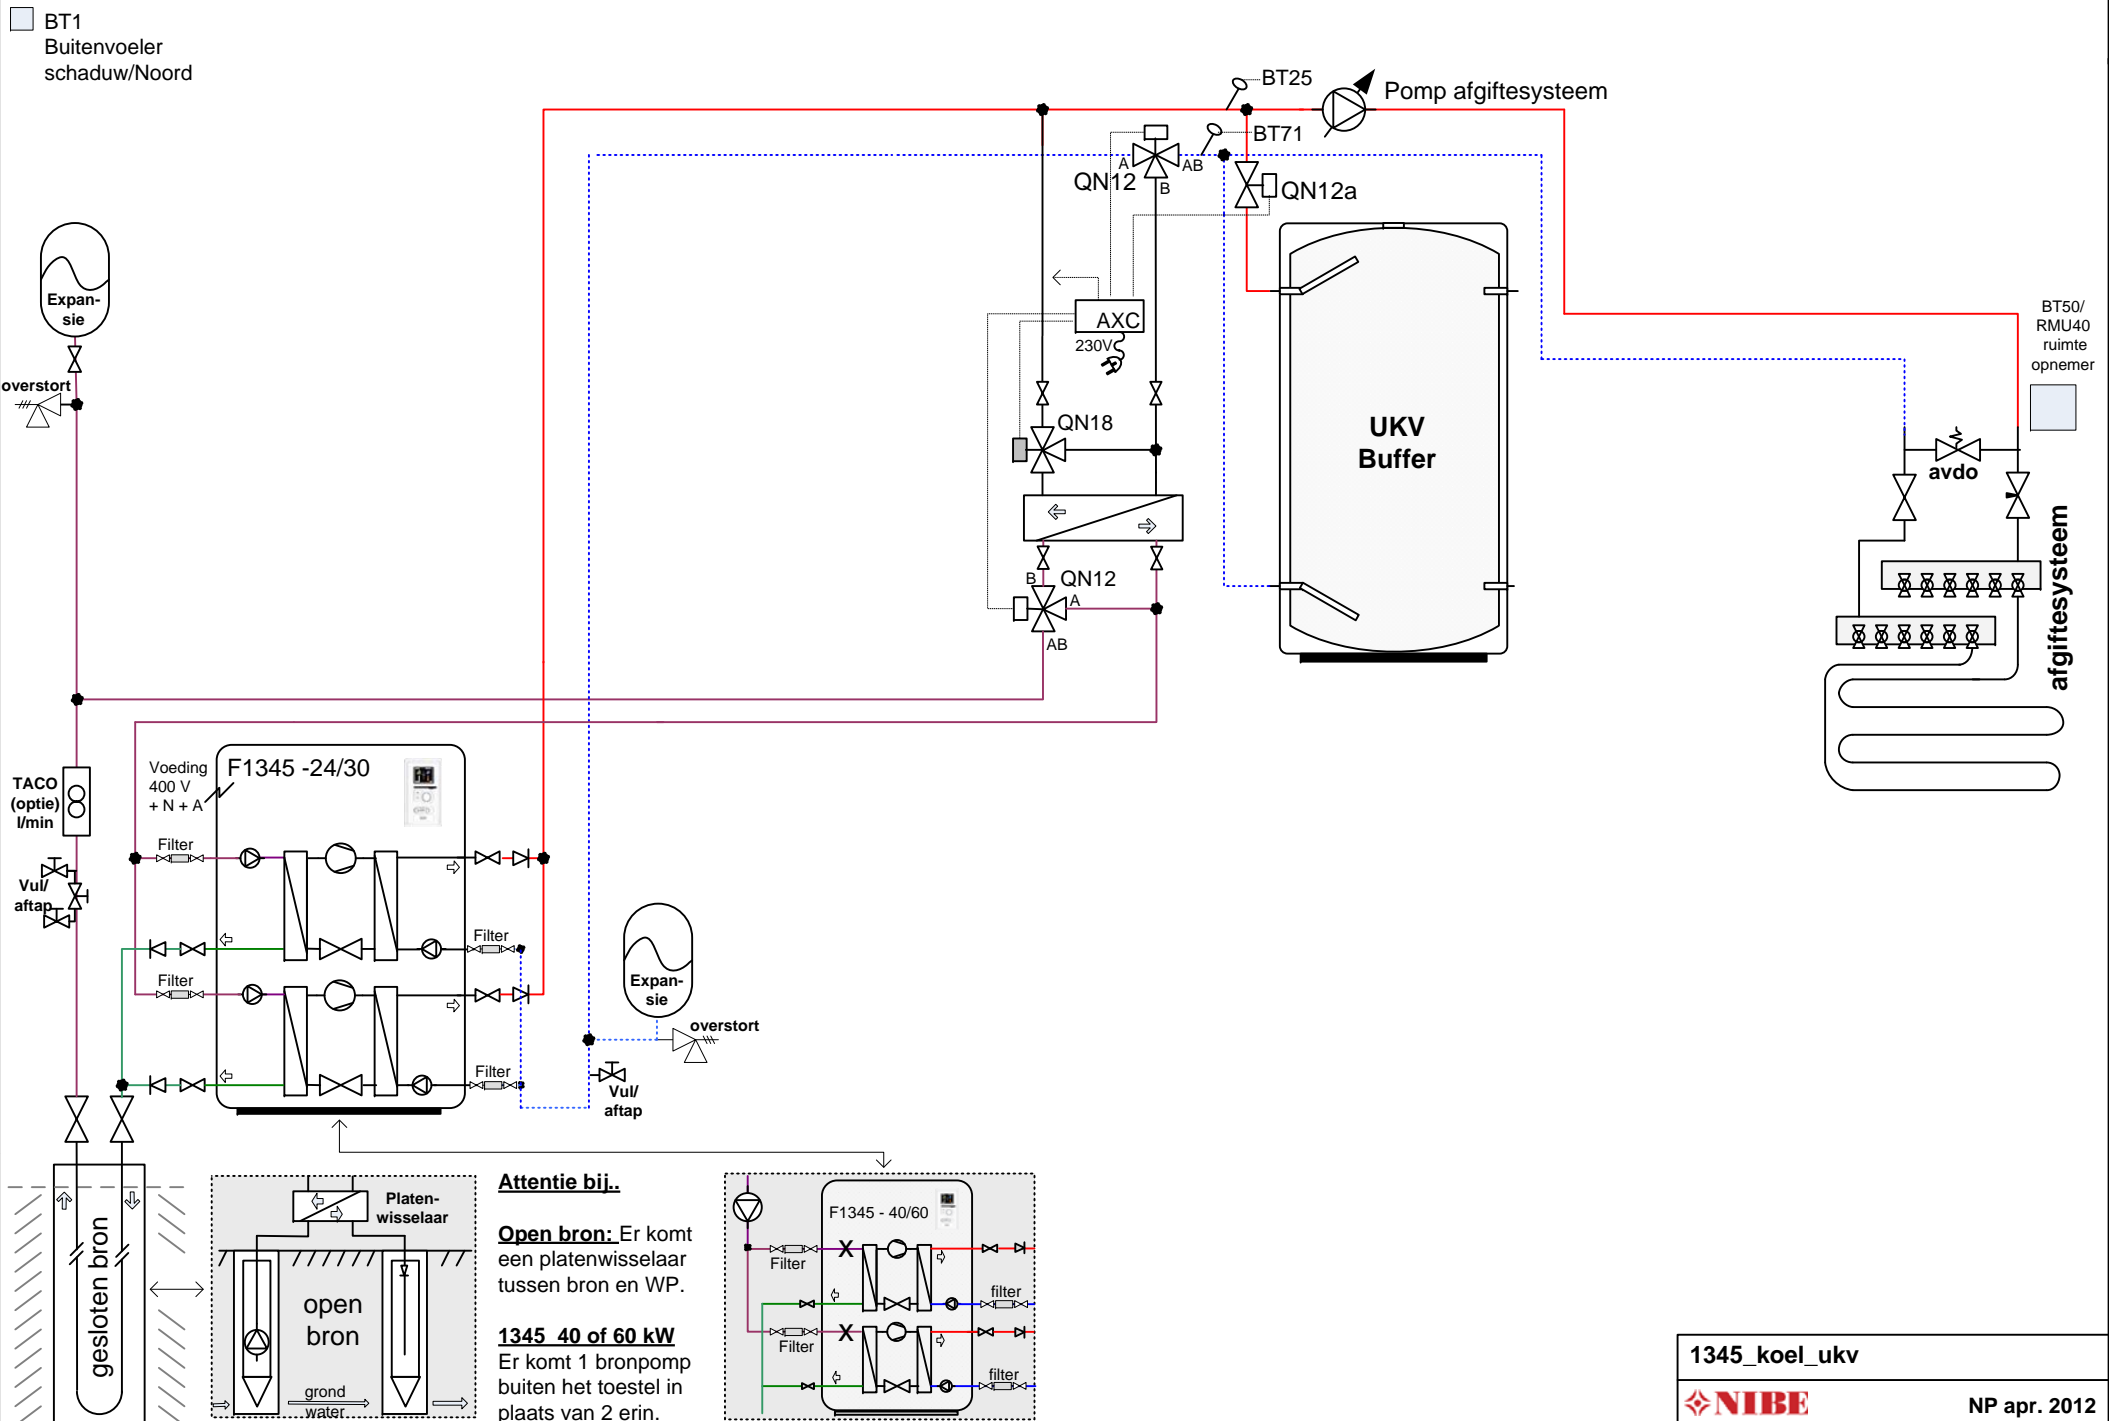 BT1
Buitenvoeler
schaduw/Noord
BT25
Pomp afgiftesysteem
BT71
A
AB
QN12
B
QN12a
Expan-
sie
overstort
AXC
230V
QN18
UKV
Buffer
BT50/
RMU40
ruimte
opnemer
avdo
afgiftesysteem
B
QN12
A
AB
Voeding
400 V
+ N + A
F1345 -24/30
TACO
(optie)
l/min
Filter
Vul/
aftap
Filter
Filter
Filter
Expan-
sie
overstort
Vul/
aftap
gesloten bron
Platen-
wisselaar
open
bron
grond
water
Attentie bij..
Open bron: Er komt
een platenwisselaar
tussen bron en WP.
1345 40 of 60 kW
Er komt 1 bronpomp
buiten het toestel in
plaats van 2 erin.
F1345 - 40/60
X
Filter
filter
X
Filter
filter
1345_koel_ukv
NIBE
NP apr. 2012